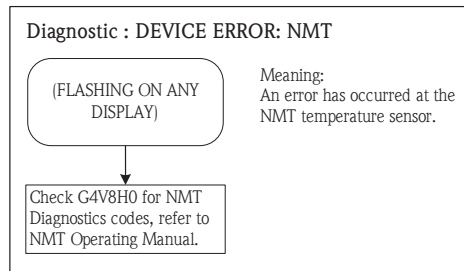 Diagnostic : DEVICE ERROR: NMT
(FLASHING ON ANY
DISPLAY)
Meaning:
An error has occurred at the
NMT temperature sensor.
Check G4V8H0 for NMT
Diagnostics codes, refer to
NMT Operating Manual.